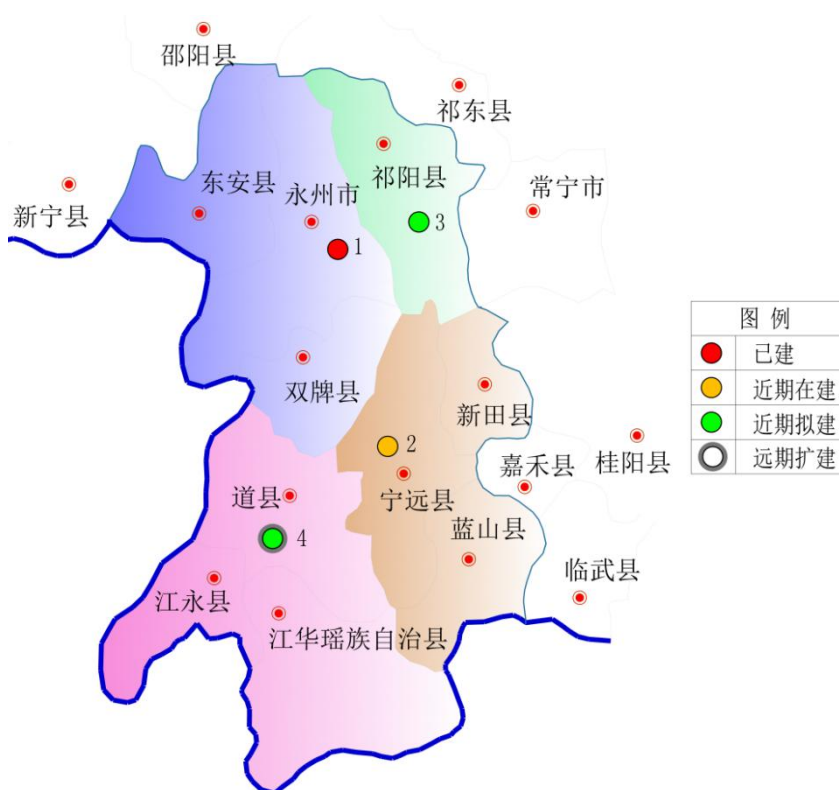 邵阳县
祁东县
祁阳县
常宁市
东安县
永州市
新宁县
3
1
图 例
已建
近期在建
近期拟建
远期扩建
双牌县
新田县
2
嘉禾县
桂阳县
宁远县
道县
4
蓝山县
临武县
江永县
江华瑶族自治县